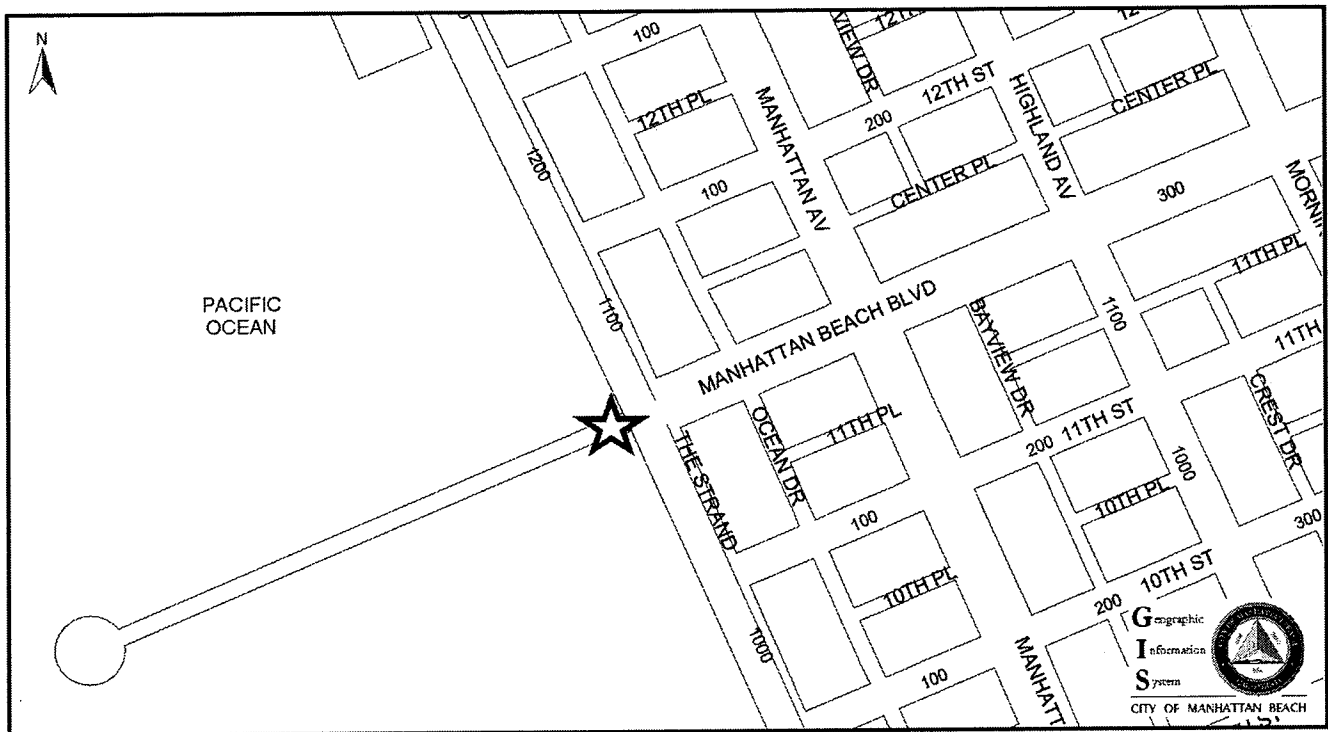 N
100
VIEW DR
12TH ST
200
12TH PL
MANHATTAN AV
HIGHLAND AV
CENTER PL
1200
100
CENTER PL
300
PACIFIC
OCEAN
1100
MANHATTAN BEACH BLVD
BAYVIEW DR
1100
11TH PL
11TH
THE STRAND
OCEAN DR
11TH PL
200
11TH ST
1000
CREST DR
100
10TH PL
300
10TH PL
10TH ST
200
1000
100
MANHATT
Geographic
Information
System
CITY OF MANHATTAN BEACH